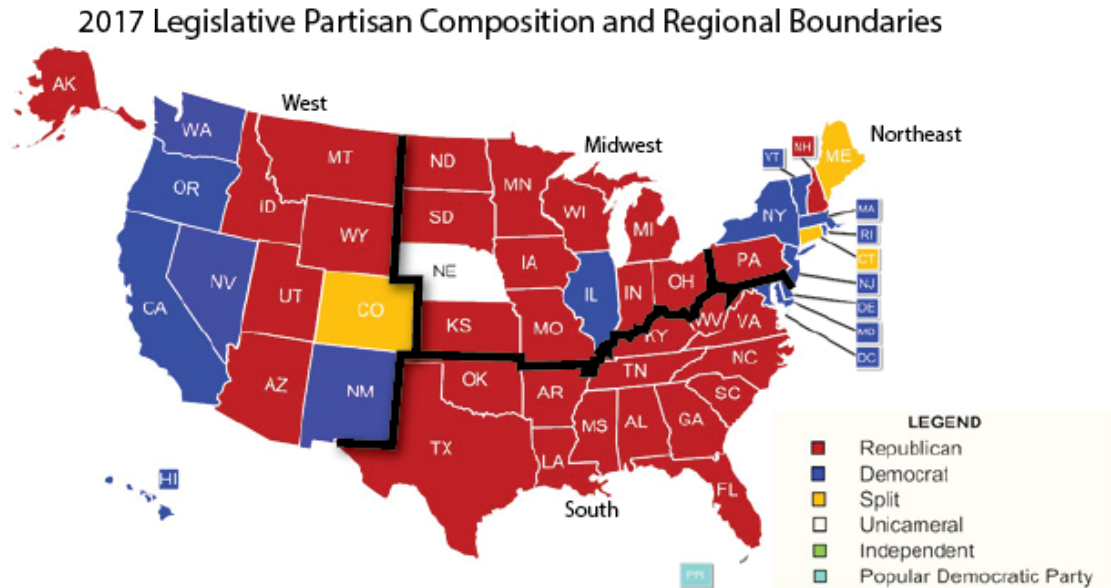 2017 Legislative Partisan Composition and Regional Boundaries
AK
West
WA
Midwest
Northeast
MT
ND
VT
NH
ME
OR
ID
MN
SD
WI
MI
NY
MA
WY
RI
NE
IA
PA
CT
NV
UT
CO
IL
IN
OH
NJ
CA
KS
MO
DE
WV
VA
MD
KY
DC
AZ
NM
OK
TN
NC
AR
SC
MS
AL
GA
TX
LA
LEGEND
Republican
HI
FL
Democrat
South
Split
Unicameral
Independent
PR
Popular Democratic Party